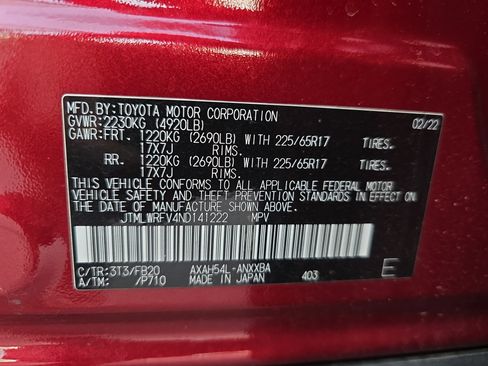 MFD.BY:TOYOTA MOTOR CORPORATION 02/22
GVWR:2230KG (4920LB)
GAWR:FRT. 1220KG (2690LB) WITH 225/65R17 TIRES.
17X7J RIMS.
RR. 1220KG (2690LB) WITH 225/65R17 TIRES.
17X7J RIMS.
THIS VEHICLE CONFORMS TO ALL APPLICABLE FEDERAL MOTOR
VEHICLE SAFETY AND THEFT PREVENTION STANDARDS IN EFFECT ON
THE DATE OF MANUFACTURE SHOWN ABOVE.
JTMLWRFV4ND141222 MPV
C/TR:3T3/FB20 AXAH54L-ANXXBA
A/TM: /P710 MADE IN JAPAN 403 E